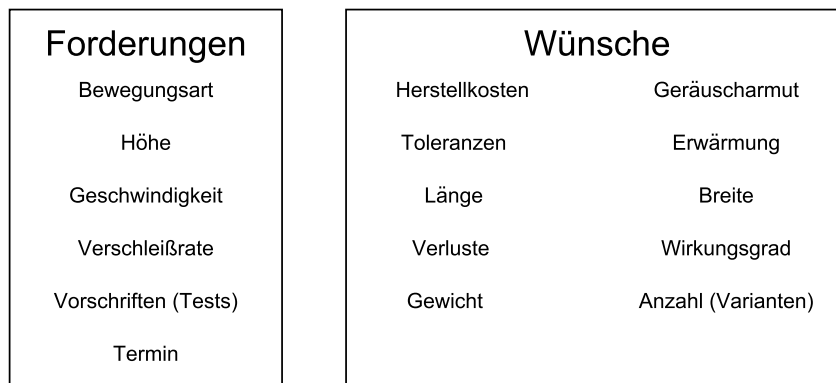 Forderungen
Bewegungsart
Höhe
Geschwindigkeit
Verschleißrate
Vorschriften (Tests)
Termin
Wünsche
Herstellkosten
Toleranzen
Länge
Verluste
Gewicht
Geräuscharmut
Erwärmung
Breite
Wirkungsgrad
Anzahl (Varianten)